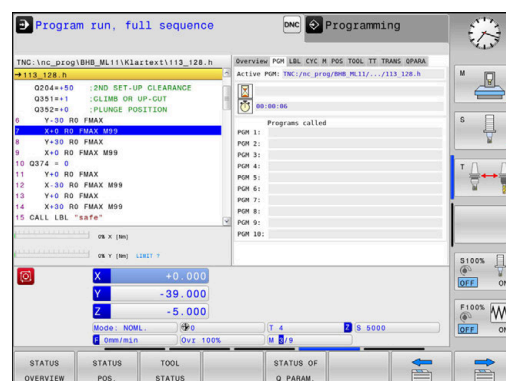 Program run, full sequence
DNC
Programming
TNC:\nc_prog\BHB_ML11\Klartext\113_128.h
→113_128.h
Q204=+50 ;2ND SET-UP CLEARANCE
Q351=+1 ;CLIMB OR UP-CUT
Q352=+0 ;PLUNGE POSITION
6 Y-30 R0 FMAX
7 X+0 R0 FMAX M99
8 Y+30 R0 FMAX
9 X+0 R0 FMAX M99
10 Q374 = 0
11 Y+0 R0 FMAX
12 X-30 R0 FMAX M99
13 Y+0 R0 FMAX
14 X+30 R0 FMAX M99
15 CALL LBL "safe"
0% X [Nm]
0% Y [Nm] LIMIT ?
Overview PGM LBL CYC M POS TOOL TT TRANS QPARA
Active PGM: TNC:/nc_prog/BHB_ML11/.../113_128.h
00:00:06
Programs called
PGM 1:
PGM 2:
PGM 3:
PGM 4:
PGM 5:
PGM 6:
PGM 7:
PGM 8:
PGM 9:
PGM 10:
X +0.000
Y -39.000
Z -5.000
Mode: NOML. 0 T 4 Z S 5000
F 0mm/min Ovr 100% M 5/9
M
S
T
S100%
OFF ON
F100%
OFF ON
STATUS OVERVIEW
STATUS POS.
TOOL STATUS
STATUS OF Q PARAM.